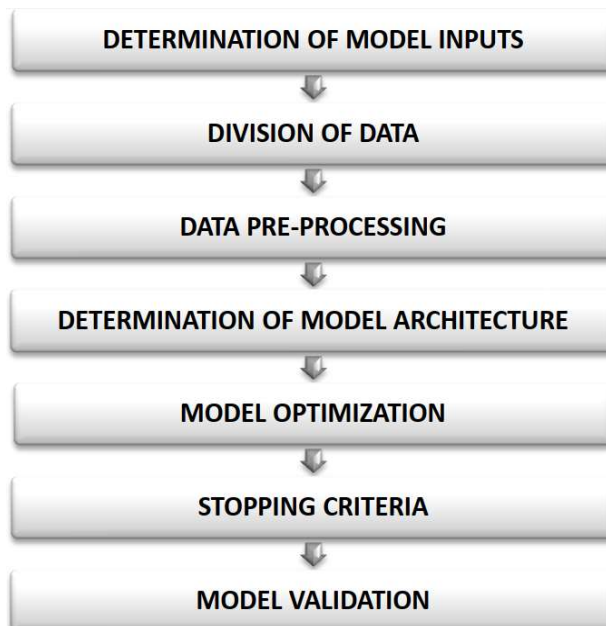 DETERMINATION OF MODEL INPUTS
DIVISION OF DATA
DATA PRE-PROCESSING
DETERMINATION OF MODEL ARCHITECTURE
MODEL OPTIMIZATION
STOPPING CRITERIA
MODEL VALIDATION